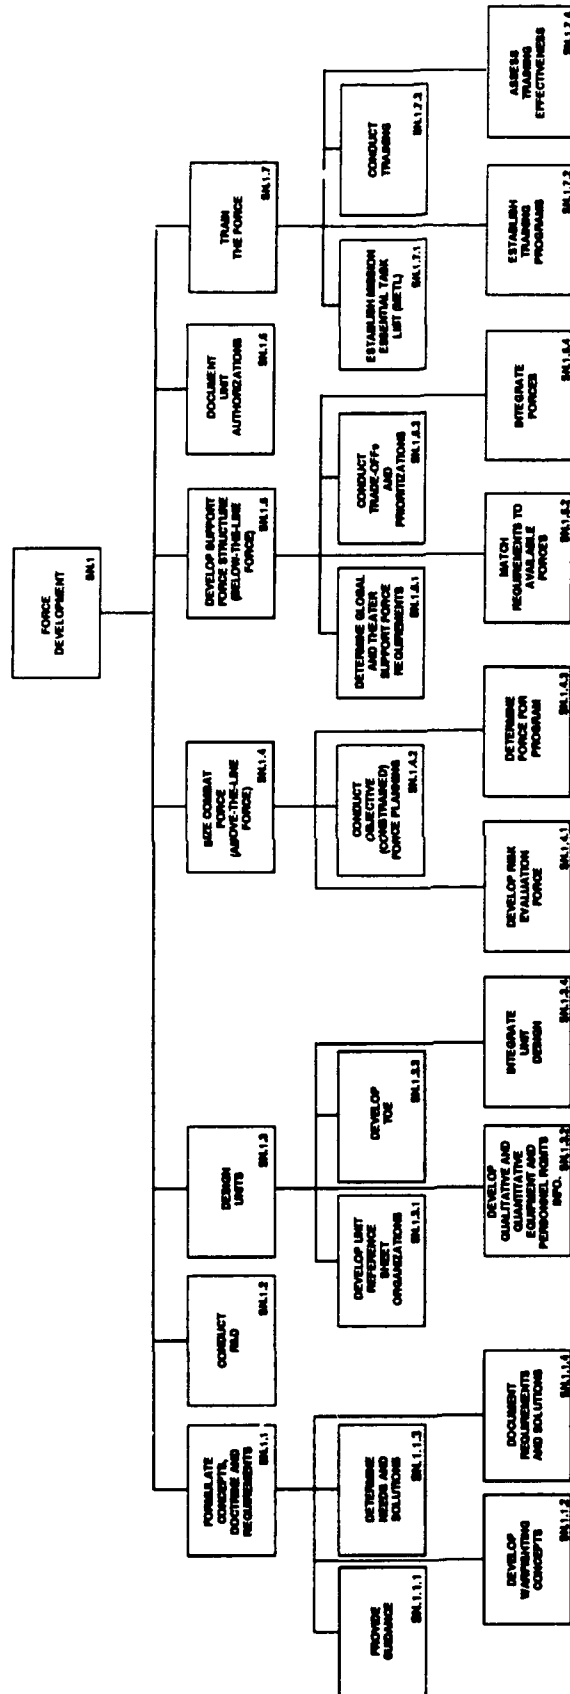 FORCE
DEVELOPMENT
SN.1
FORMULATE
CONCEPTS,
DOCTRINE AND
REQUIREMENTS
SN.1.1
CONDUCT
R&D
SN.1.2
DESIGN
UNITS
SN.1.3
SIZE COMBAT
FORCE
(ABOVE-THE-LINE
FORCE)
SN.1.4
DEVELOP SUPPORT
FORCE STRUCTURE
(BELOW-THE-LINE
FORCE)
SN.1.5
DOCUMENT
UNIT
AUTHORIZATIONS
SN.1.6
TRAIN
THE FORCE
SN.1.7
PROVIDE
GUIDANCE
SN.1.1.1
DETERMINE
NEEDS AND
SOLUTIONS
SN.1.1.3
DEVELOP UNIT
REFERENCE
SHEET
ORGANIZATIONS
SN.1.3.1
DEVELOP
TOE
SN.1.3.3
CONDUCT
OBJECTIVE
(CONSTRAINED)
FORCE PLANNING
SN.1.4.2
DETERMINE GLOBAL
AND THEATER
SUPPORT FORCE
REQUIREMENTS
SN.1.5.1
CONDUCT
TRADE-OFFs
AND
PRIORITIZATIONS
SN.1.5.3
ESTABLISH MISSION
ESSENTIAL TASK
LIST (METL)
SN.1.7.1
CONDUCT
TRAINING
SN.1.7.3
DEVELOP
WARFIGHTING
CONCEPTS
SN.1.1.2
DOCUMENT
REQUIREMENTS
AND SOLUTIONS
SN.1.1.4
DEVELOP
QUALITATIVE AND
QUANTITATIVE
EQUIPMENT AND
PERSONNEL RQMTS
INFO.
SN.1.3.2
INTEGRATE
UNIT
DESIGN
SN.1.3.4
DEVELOP RISK
EVALUATION
FORCE
SN.1.4.1
DETERMINE
FORCE FOR
PROGRAM
SN.1.4.3
MATCH
REQUIREMENTS TO
AVAILABLE
FORCES
SN.1.5.2
INTEGRATE
FORCES
SN.1.5.4
ESTABLISH
TRAINING
PROGRAMS
SN.1.7.2
ASSESS
TRAINING
EFFECTIVENESS
SN.1.7.4